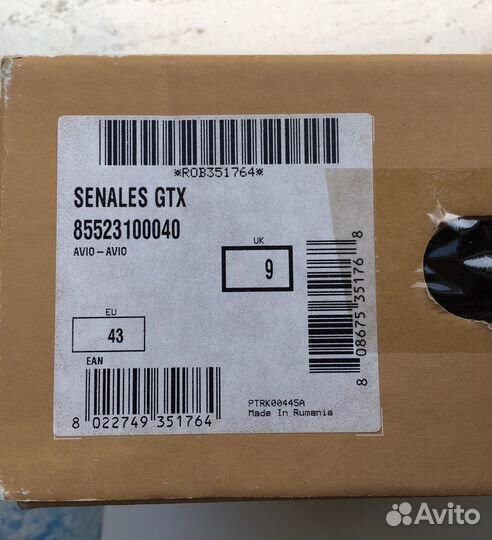 *ROB351764*
SENALES GTX
85523100040
AVIO-AVIO
UK
9
EU
43
EAN
8 022749 351764
8 08675 35176 8
PTRK0044SA
Made In Rumania
Avito